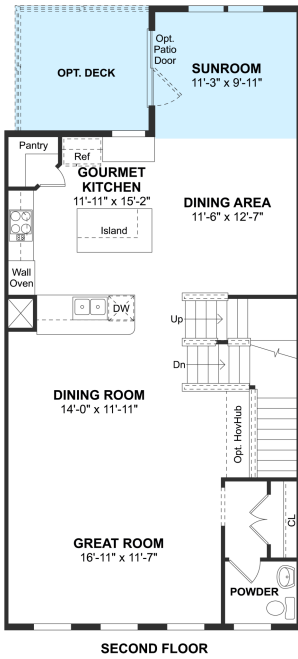 OPT. DECK
Opt.
Patio
Door
SUNROOM
11'-3" x 9'-11"
Pantry
Ref
GOURMET
KITCHEN
11'-11" x 15'-2"
DINING AREA
11'-6" x 12'-7"
Island
Wall
Oven
DW
Up
Dn
DINING ROOM
14'-0" x 11'-11"
Opt. HovHub
CL
GREAT ROOM
16'-11" x 11'-7"
POWDER
SECOND FLOOR